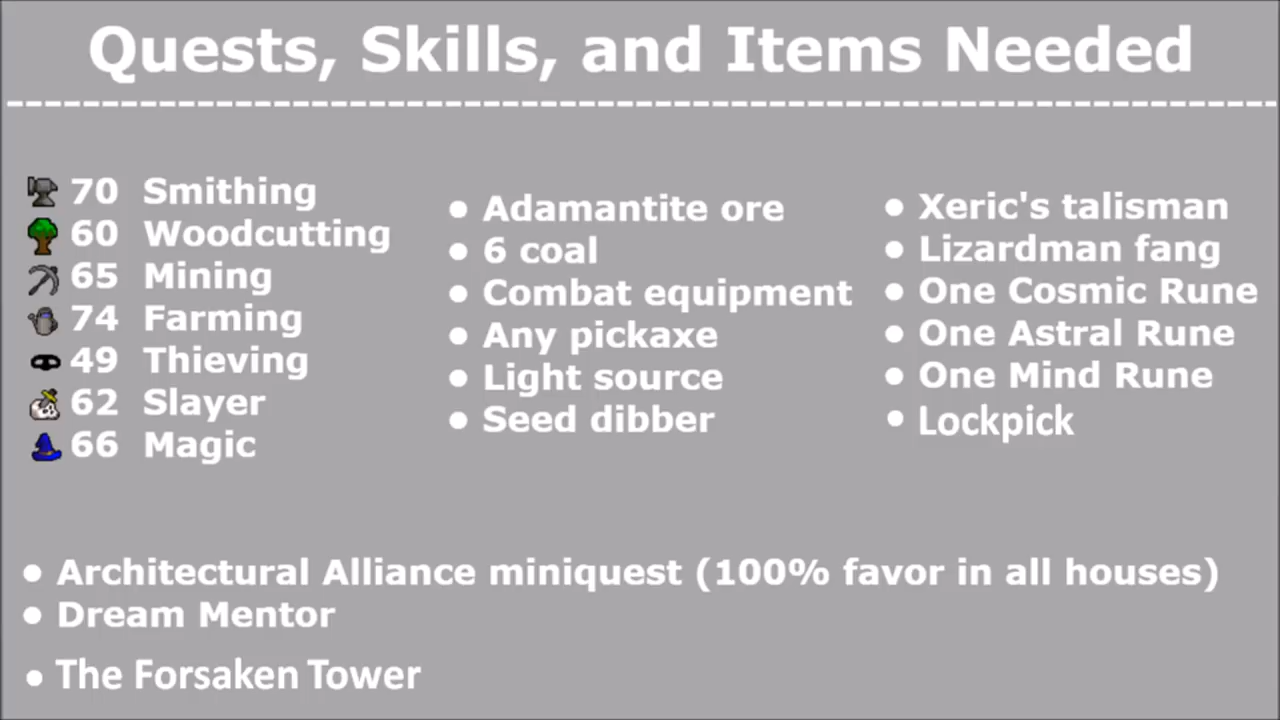 Quests, Skills, and Items Needed
70 Smithing
60 Woodcutting
65 Mining
74 Farming
49 Thieving
62 Slayer
66 Magic
• Adamantite ore
• 6 coal
• Combat equipment
• Any pickaxe
• Light source
• Seed dibber
• Xeric's talisman
• Lizardman fang
• One Cosmic Rune
• One Astral Rune
• One Mind Rune
• Lockpick
• Architectural Alliance miniquest (100% favor in all houses)
• Dream Mentor
• The Forsaken Tower